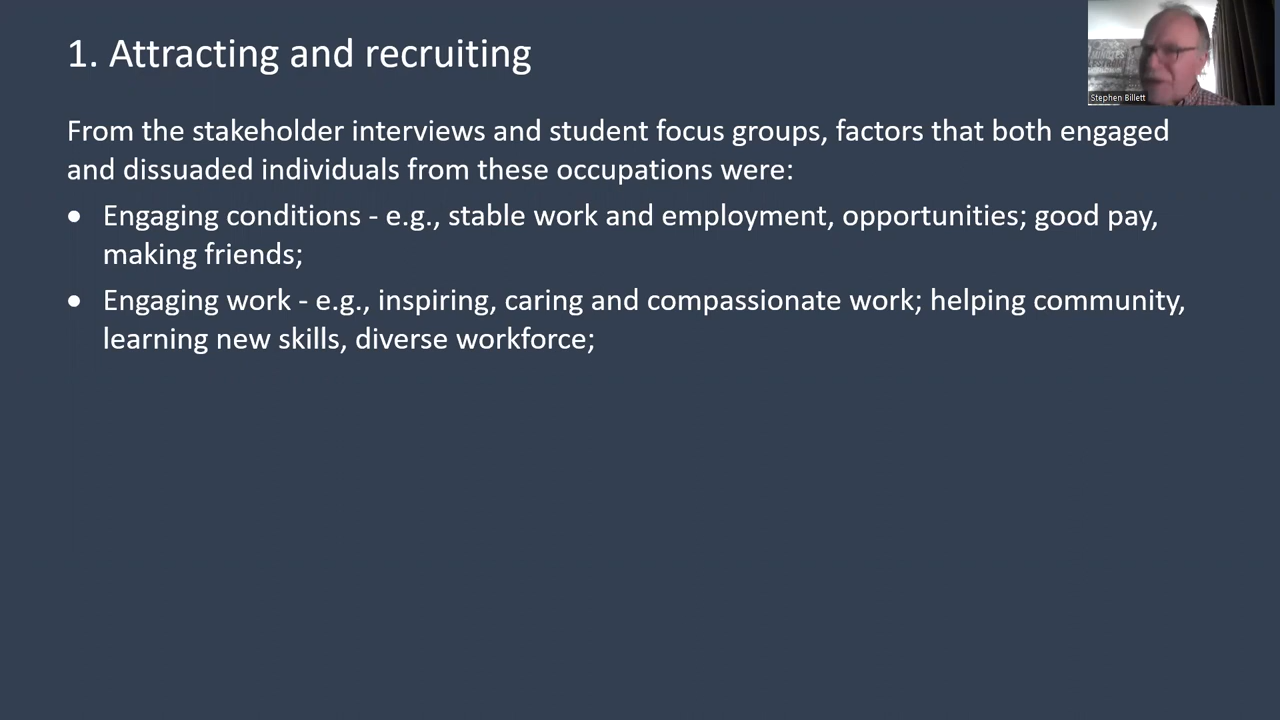 1. Attracting and recruiting
Stephen Billett
From the stakeholder interviews and student focus groups, factors that both engaged
and dissuaded individuals from these occupations were:
● Engaging conditions - e.g., stable work and employment, opportunities; good pay,
making friends;
● Engaging work - e.g., inspiring, caring and compassionate work; helping community,
learning new skills, diverse workforce;